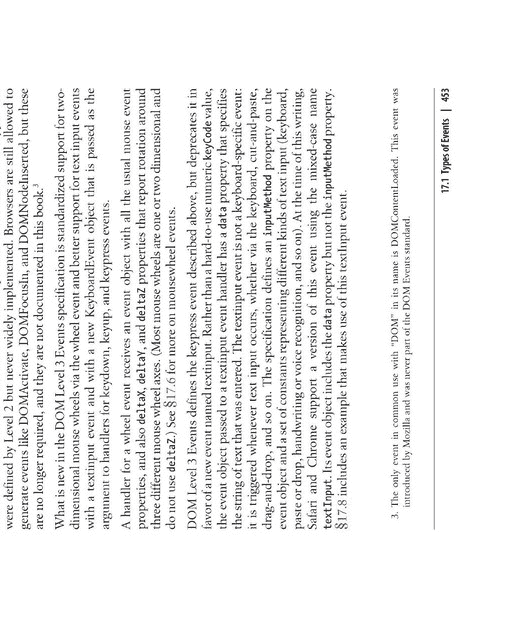 were defined by Level 2 but never widely implemented. Browsers are still allowed to
generate events like DOMActivate, DOMFocusIn, and DOMNodeInserted, but these
are no longer required, and they are not documented in this book.3
What is new in the DOM Level 3 Events specification is standardized support for two-
dimensional mouse wheels via the wheel event and better support for text input events
with a textinput event and with a new KeyboardEvent object that is passed as the
argument to handlers for keydown, keyup, and keypress events.
A handler for a wheel event receives an event object with all the usual mouse event
properties, and also deltaX, deltaY, and deltaZ properties that report rotation around
three different mouse wheel axes. (Most mouse wheels are one or two dimensional and
do not use deltaZ.) See §17.6 for more on mousewheel events.
DOM Level 3 Events defines the keypress event described above, but deprecates it in
favor of a new event named textinput. Rather than a hard-to-use numeric keyCode value,
the event object passed to a textinput event handler has a data property that specifies
the string of text that was entered. The textinput event is not a keyboard-specific event:
it is triggered whenever text input occurs, whether via the keyboard, cut-and-paste,
drag-and-drop, and so on. The specification defines an inputMethod property on the
event object and a set of constants representing different kinds of text input (keyboard,
paste or drop, handwriting or voice recognition, and so on). At the time of this writing,
Safari and Chrome support a version of this event using the mixed-case name
textInput. Its event object includes the data property but not the inputMethod property.
§17.8 includes an example that makes use of this textInput event.
3. The only event in common use with “DOM” in its name is DOMContentLoaded. This event was
introduced by Mozilla and was never part of the DOM Events standard.
17.1 Types of Events | 453